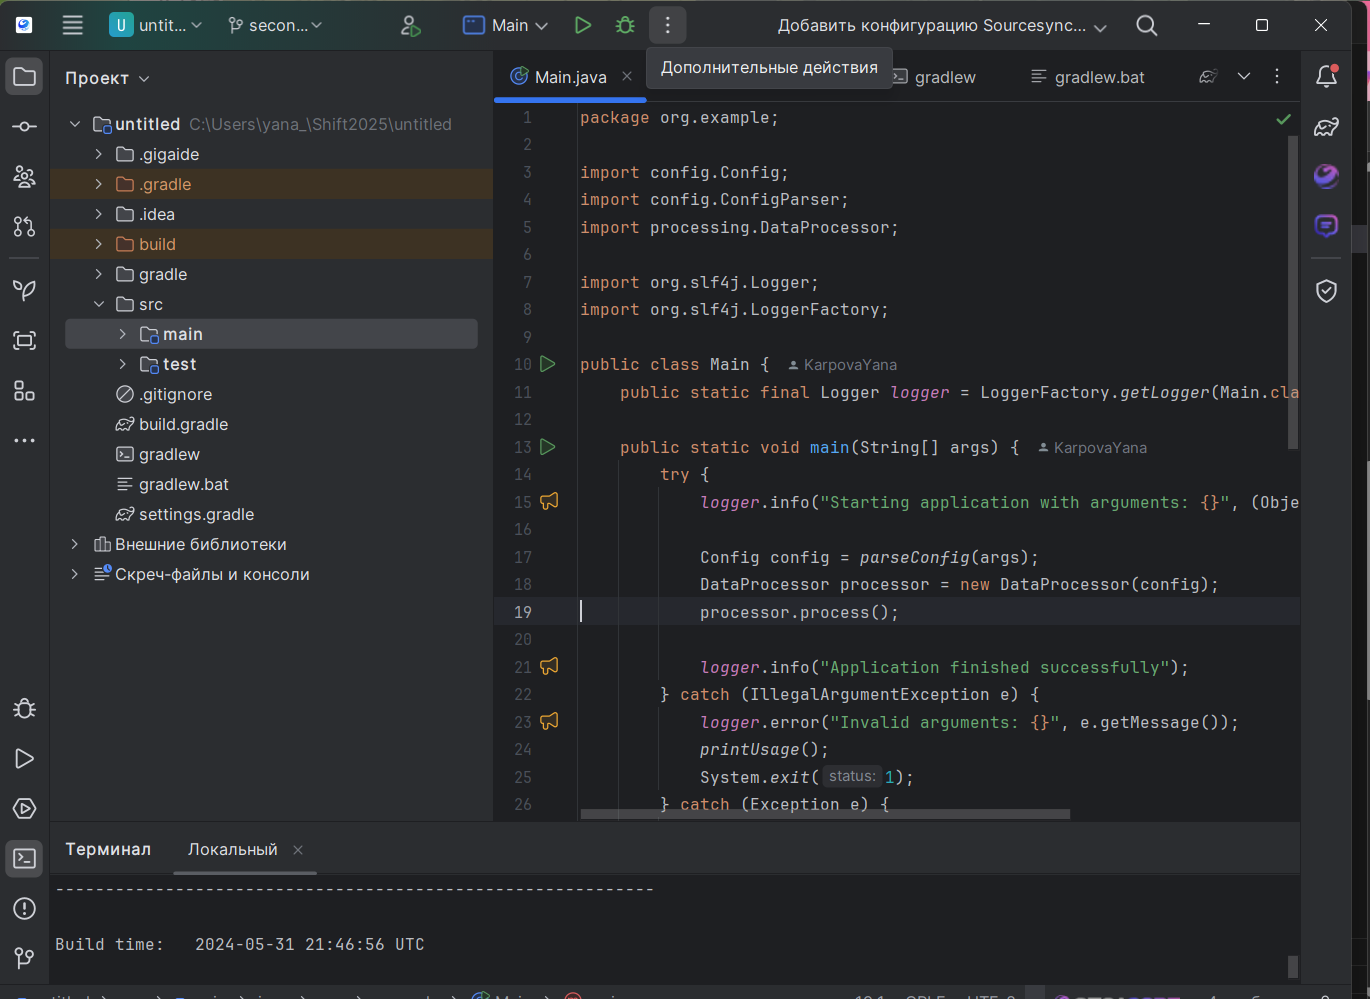 U untit... secon... Main Добавить конфигурацию Sourcesync...
Дополнительные действия
Проект
Main.java gradlew gradlew.bat
untitled C:\Users\yana_\Shift2025\untitled
.gigaide
.gradle
.idea
build
gradle
src
main
test
.gitignore
build.gradle
gradlew
gradlew.bat
settings.gradle
Внешние библиотеки
Скреч-файлы и консоли
1 package org.example;
2
3 import config.Config;
4 import config.ConfigParser;
5 import processing.DataProcessor;
6
7 import org.slf4j.Logger;
8 import org.slf4j.LoggerFactory;
9
10 public class Main { KarpovaYana
11 public static final Logger logger = LoggerFactory.getLogger(Main.cla
12
13 public static void main(String[] args) { KarpovaYana
14 try {
15 logger.info("Starting application with arguments: {}", (Obje
16
17 Config config = parseConfig(args);
18 DataProcessor processor = new DataProcessor(config);
19 processor.process();
20
21 logger.info("Application finished successfully");
22 } catch (IllegalArgumentException e) {
23 logger.error("Invalid arguments: {}", e.getMessage());
24 printUsage();
25 System.exit( status: 1);
26 } catch (Exception e) {
Терминал Локальный
------------------------------------------------------------
Build time: 2024-05-31 21:46:56 UTC